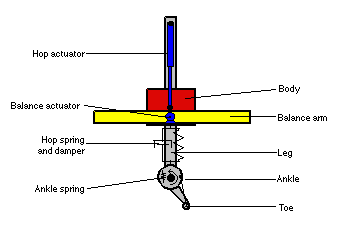 Hop actuator
Body
Balance actuator
Balance arm
Hop spring
and damper
Leg
Ankle spring
Ankle
Toe